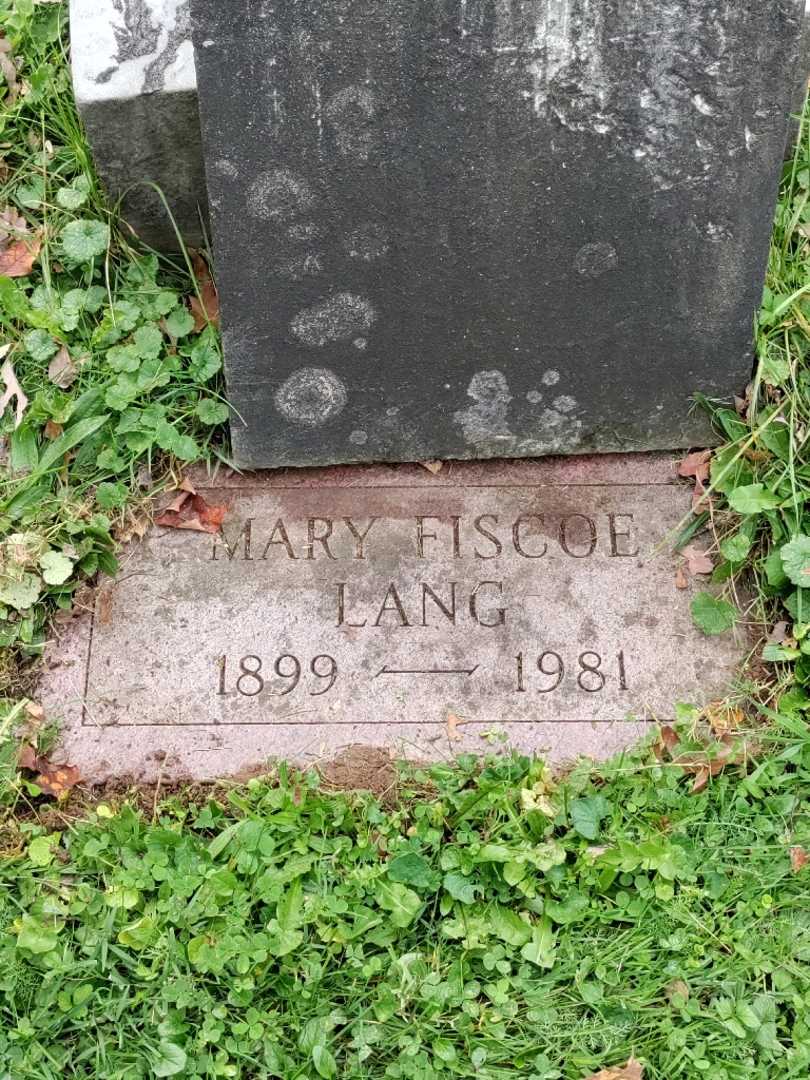 MARY FISCOE
LANG
1899 — 1981